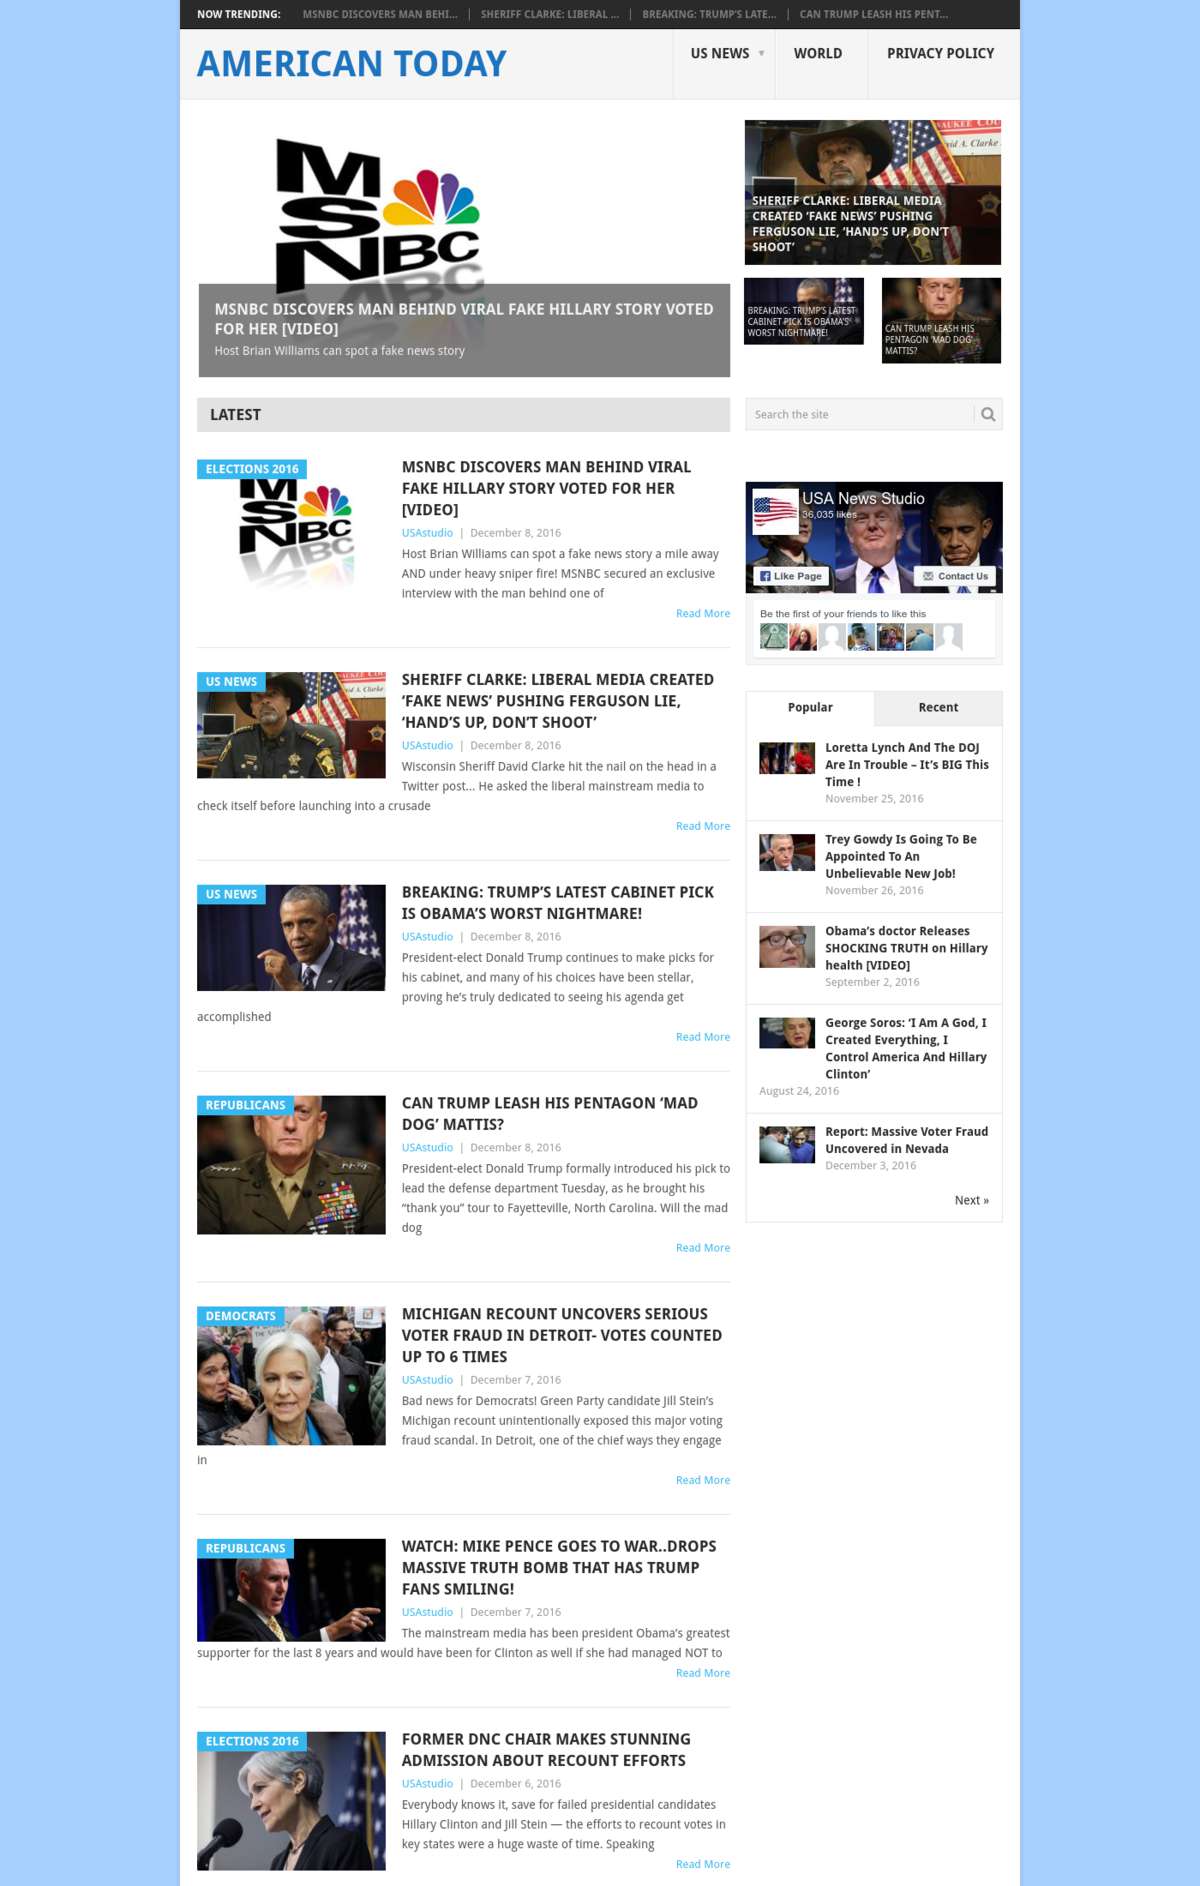 NOW TRENDING: MSNBC DISCOVERS MAN BEHI... SHERIFF CLARKE: LIBERAL ... BREAKING: TRUMP'S LATE... CAN TRUMP LEASH HIS PENT...
AMERICAN TODAY
US NEWS ▼ WORLD PRIVACY POLICY
MSNBC
MSNBC DISCOVERS MAN BEHIND VIRAL FAKE HILLARY STORY VOTED
FOR HER [VIDEO]
Host Brian Williams can spot a fake news story
SHERIFF CLARKE: LIBERAL MEDIA
CREATED ‘FAKE NEWS’ PUSHING
FERGUSON LIE, ‘HAND’S UP, DON’T
SHOOT’
BREAKING: TRUMP’S LATEST
CABINET PICK IS OBAMA’S
WORST NIGHTMARE!
CAN TRUMP LEASH HIS
PENTAGON ‘MAD DOG’
MATTIS?
LATEST
ELECTIONS 2016
MSNBC
MSNBC DISCOVERS MAN BEHIND VIRAL
FAKE HILLARY STORY VOTED FOR HER
[VIDEO]
USAstudio | December 8, 2016
Host Brian Williams can spot a fake news story a mile away
AND under heavy sniper fire! MSNBC secured an exclusive
interview with the man behind one of
Read More
US NEWS
SHERIFF CLARKE: LIBERAL MEDIA CREATED
‘FAKE NEWS’ PUSHING FERGUSON LIE,
‘HAND’S UP, DON’T SHOOT’
USAstudio | December 8, 2016
Wisconsin Sheriff David Clarke hit the nail on the head in a
Twitter post... He asked the liberal mainstream media to
check itself before launching into a crusade
Read More
US NEWS
BREAKING: TRUMP’S LATEST CABINET PICK
IS OBAMA’S WORST NIGHTMARE!
USAstudio | December 8, 2016
President-elect Donald Trump continues to make picks for
his cabinet, and many of his choices have been stellar,
proving he’s truly dedicated to seeing his agenda get
accomplished
Read More
REPUBLICANS
CAN TRUMP LEASH HIS PENTAGON ‘MAD
DOG’ MATTIS?
USAstudio | December 8, 2016
President-elect Donald Trump formally introduced his pick to
lead the defense department Tuesday, as he brought his
“thank you” tour to Fayetteville, North Carolina. Will the mad
dog
Read More
DEMOCRATS
MICHIGAN RECOUNT UNCOVERS SERIOUS
VOTER FRAUD IN DETROIT- VOTES COUNTED
UP TO 6 TIMES
USAstudio | December 7, 2016
Bad news for Democrats! Green Party candidate Jill Stein’s
Michigan recount unintentionally exposed this major voting
fraud scandal. In Detroit, one of the chief ways they engage
in
Read More
REPUBLICANS
WATCH: MIKE PENCE GOES TO WAR..DROPS
MASSIVE TRUTH BOMB THAT HAS TRUMP
FANS SMILING!
USAstudio | December 7, 2016
The mainstream media has been president Obama’s greatest
supporter for the last 8 years and would have been for Clinton as well if she had managed NOT to
Read More
ELECTIONS 2016
FORMER DNC CHAIR MAKES STUNNING
ADMISSION ABOUT RECOUNT EFFORTS
USAstudio | December 6, 2016
Everybody knows it, save for failed presidential candidates
Hillary Clinton and Jill Stein — the efforts to recount votes in
key states were a huge waste of time. Speaking
Read More
Search the site
USA News Studio
36,035 likes
Like Page Contact Us
Be the first of your friends to like this
Popular Recent
Loretta Lynch And The DOJ
Are In Trouble – It’s BIG This
Time !
November 25, 2016
Trey Gowdy Is Going To Be
Appointed To An
Unbelievable New Job!
November 26, 2016
Obama’s doctor Releases
SHOCKING TRUTH on Hillary
health [VIDEO]
September 2, 2016
George Soros: ‘I Am A God, I
Created Everything, I
Control America And Hillary
Clinton’
August 24, 2016
Report: Massive Voter Fraud
Uncovered in Nevada
December 3, 2016
Next »